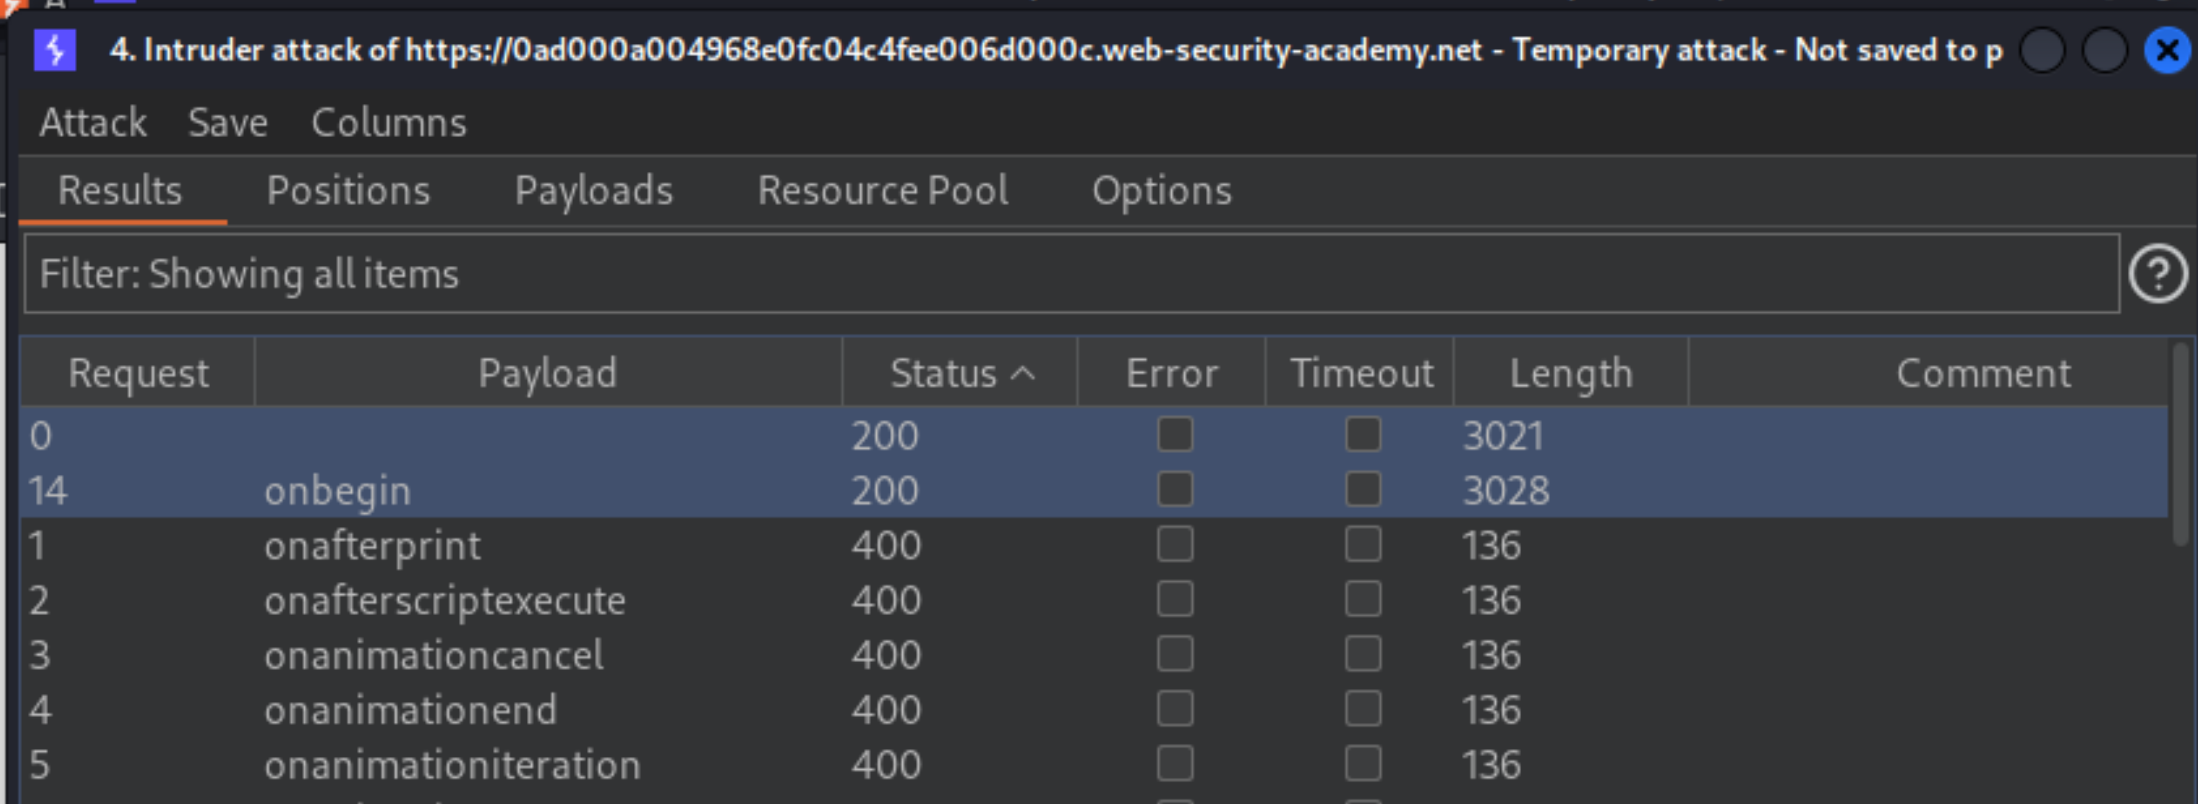 4. Intruder attack of https://0ad000a004968e0fc04c4fee006d000c.web-security-academy.net - Temporary attack - Not saved to p
Attack Save Columns
Results Positions Payloads Resource Pool Options
Filter: Showing all items
Request Payload Status Error Timeout Length Comment
0 200 3021
14 onbegin 200 3028
1 onafterprint 400 136
2 onafterscriptexecute 400 136
3 onanimationcancel 400 136
4 onanimationend 400 136
5 onanimationiteration 400 136